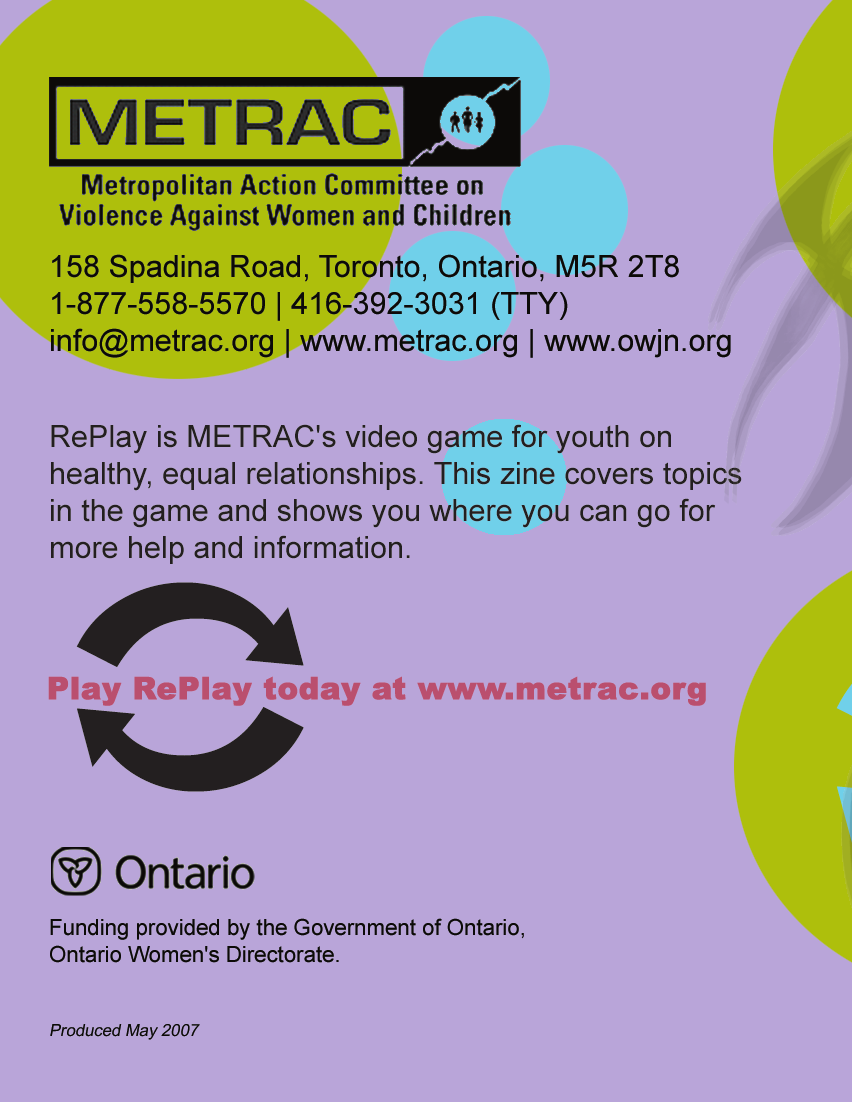 METRAC
Metropolitan Action Committee on
Violence Against Women and Children
158 Spadina Road, Toronto, Ontario, M5R 2T8
1-877-558-5570 | 416-392-3031 (TTY)
info@metrac.org | www.metrac.org | www.owjn.org
RePlay is METRAC's video game for youth on
healthy, equal relationships. This zine covers topics
in the game and shows you where you can go for
more help and information.
Play RePlay today at www.metrac.org
Ontario
Funding provided by the Government of Ontario,
Ontario Women's Directorate.
Produced May 2007